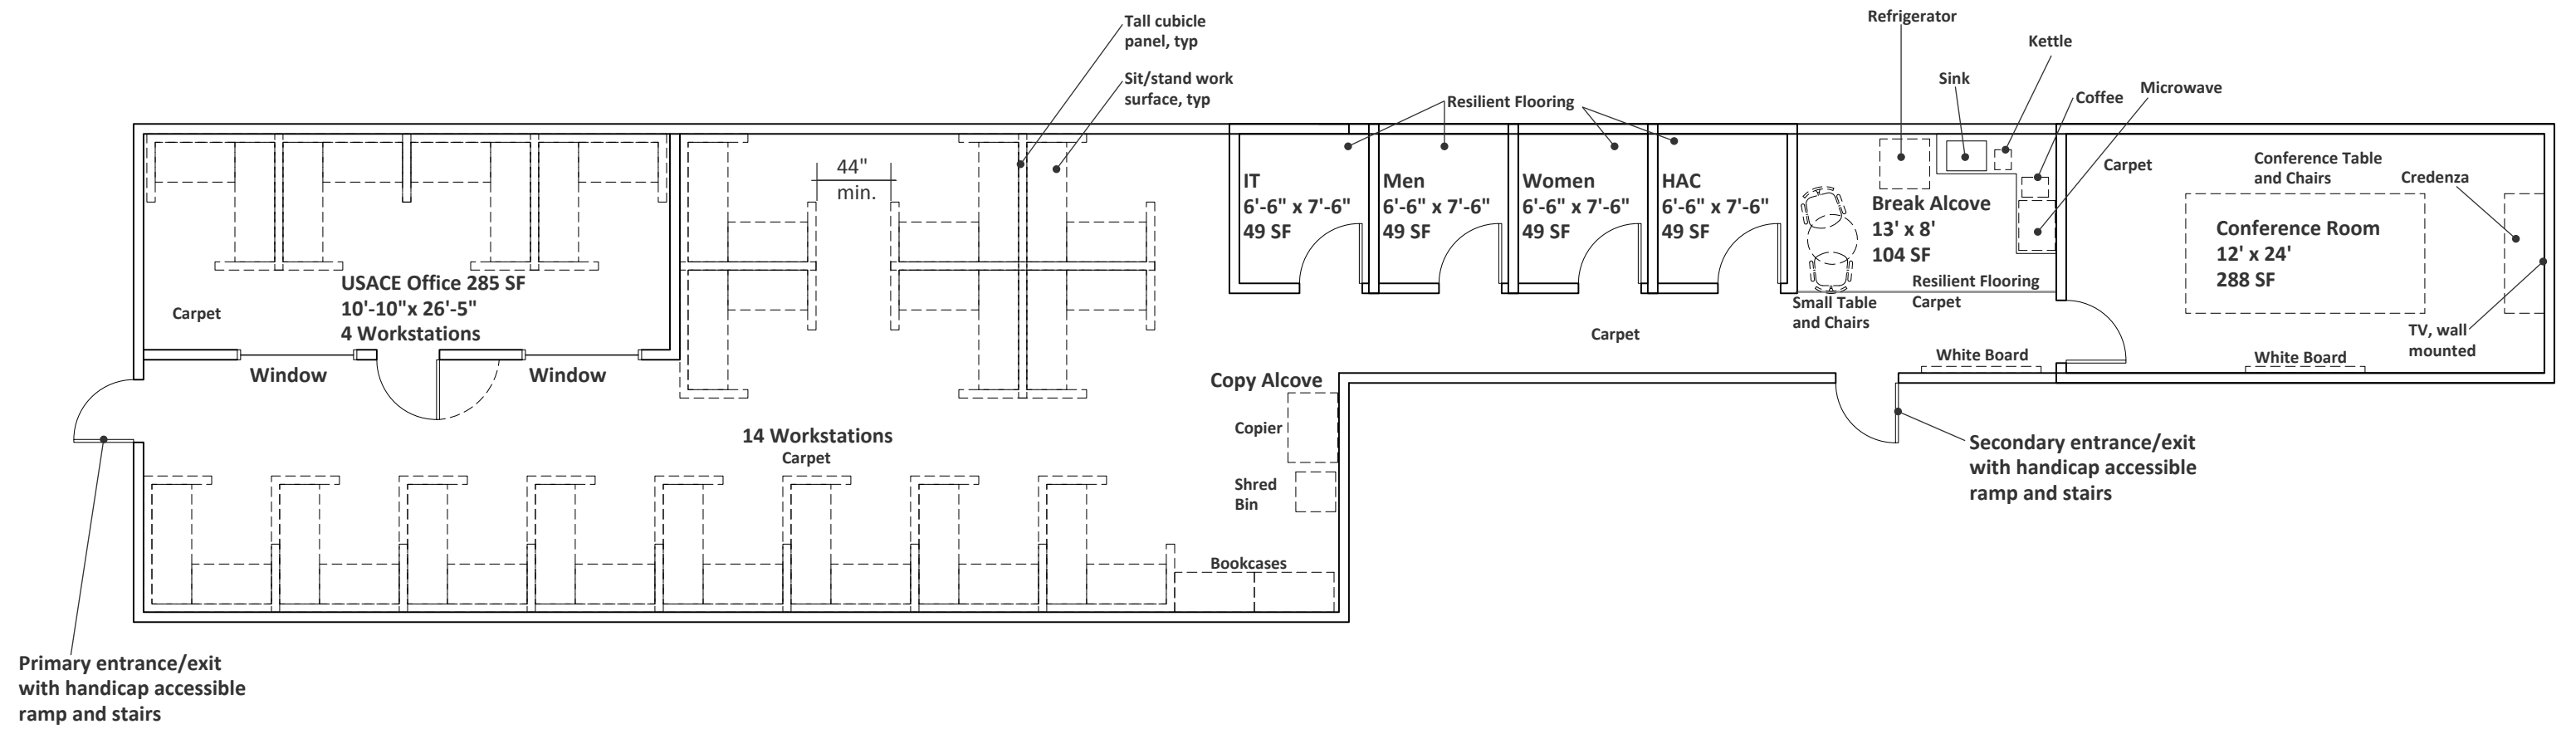 Tall cubicle
panel, typ
Sit/stand work
surface, typ
Resilient Flooring
Refrigerator
Kettle
Sink
Coffee
Microwave
44"
min.
IT
6'-6" x 7'-6"
49 SF
Men
6'-6" x 7'-6"
49 SF
Women
6'-6" x 7'-6"
49 SF
HAC
6'-6" x 7'-6"
49 SF
Break Alcove
13' x 8'
104 SF
Resilient Flooring
Carpet
Small Table
and Chairs
Carpet
Conference Table
and Chairs
Credenza
Conference Room
12' x 24'
288 SF
TV, wall
mounted
White Board
White Board
USACE Office 285 SF
10'-10"x 26'-5"
4 Workstations
Carpet
Window
Window
Carpet
Copy Alcove
Copier
Shred
Bin
Bookcases
14 Workstations
Carpet
Secondary entrance/exit
with handicap accessible
ramp and stairs
Primary entrance/exit
with handicap accessible
ramp and stairs